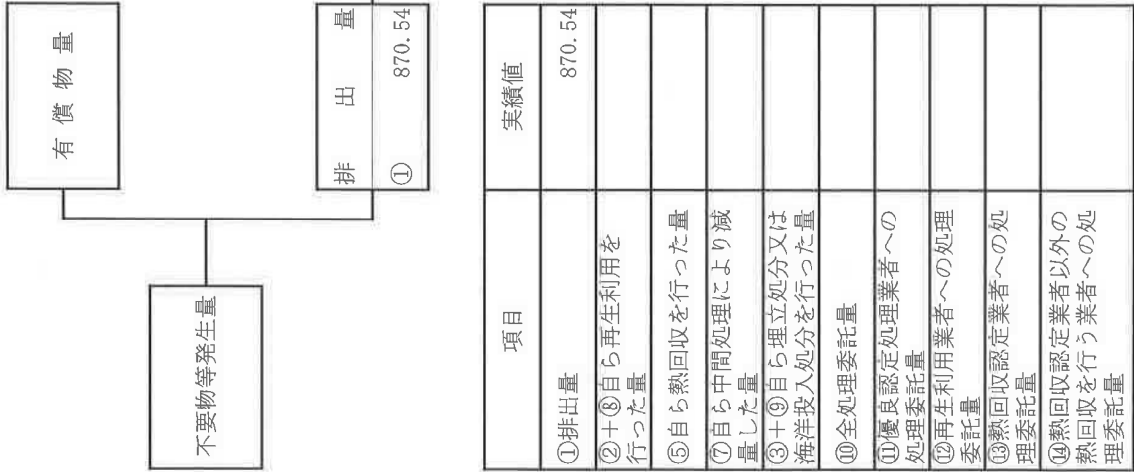 有償物量
不要物等発生量
排出量
① 870.54
項目 実績値
①排出量 870.54
②+⑧自ら再生利用を
行った量
⑤自ら熱回収を行った量
⑦自ら中間処理により減
量した量
③+⑨自ら埋立処分又は
海洋投入処分を行った量
⑩全処理委託量
⑪優良認定処理業者への
処理委託量
⑫再生利用業者への処理
委託量
⑬熱回収認定業者への処
理委託量
⑭熱回収認定業者以外の
熱回収を行う業者への処
理委託量